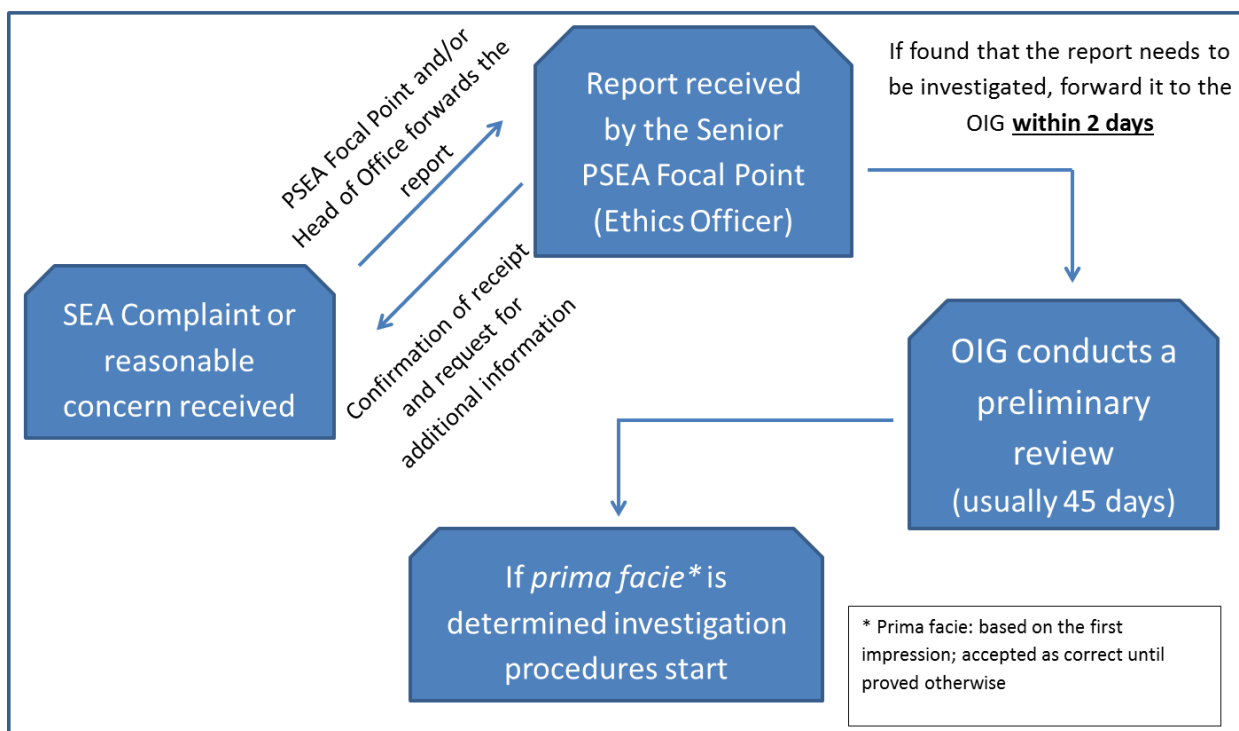 SEA Complaint or
reasonable
concern received
PSEA Focal Point and/or
Head of Office forwards the
report
Confirmation of receipt
and request for
additional information
Report received
by the Senior
PSEA Focal Point
(Ethics Officer)
If found that the report needs to
be investigated, forward it to the
OIG within 2 days
OIG conducts a
preliminary
review
(usually 45 days)
If prima facie* is
determined investigation
procedures start
* Prima facie: based on the first
impression; accepted as correct until
proved otherwise